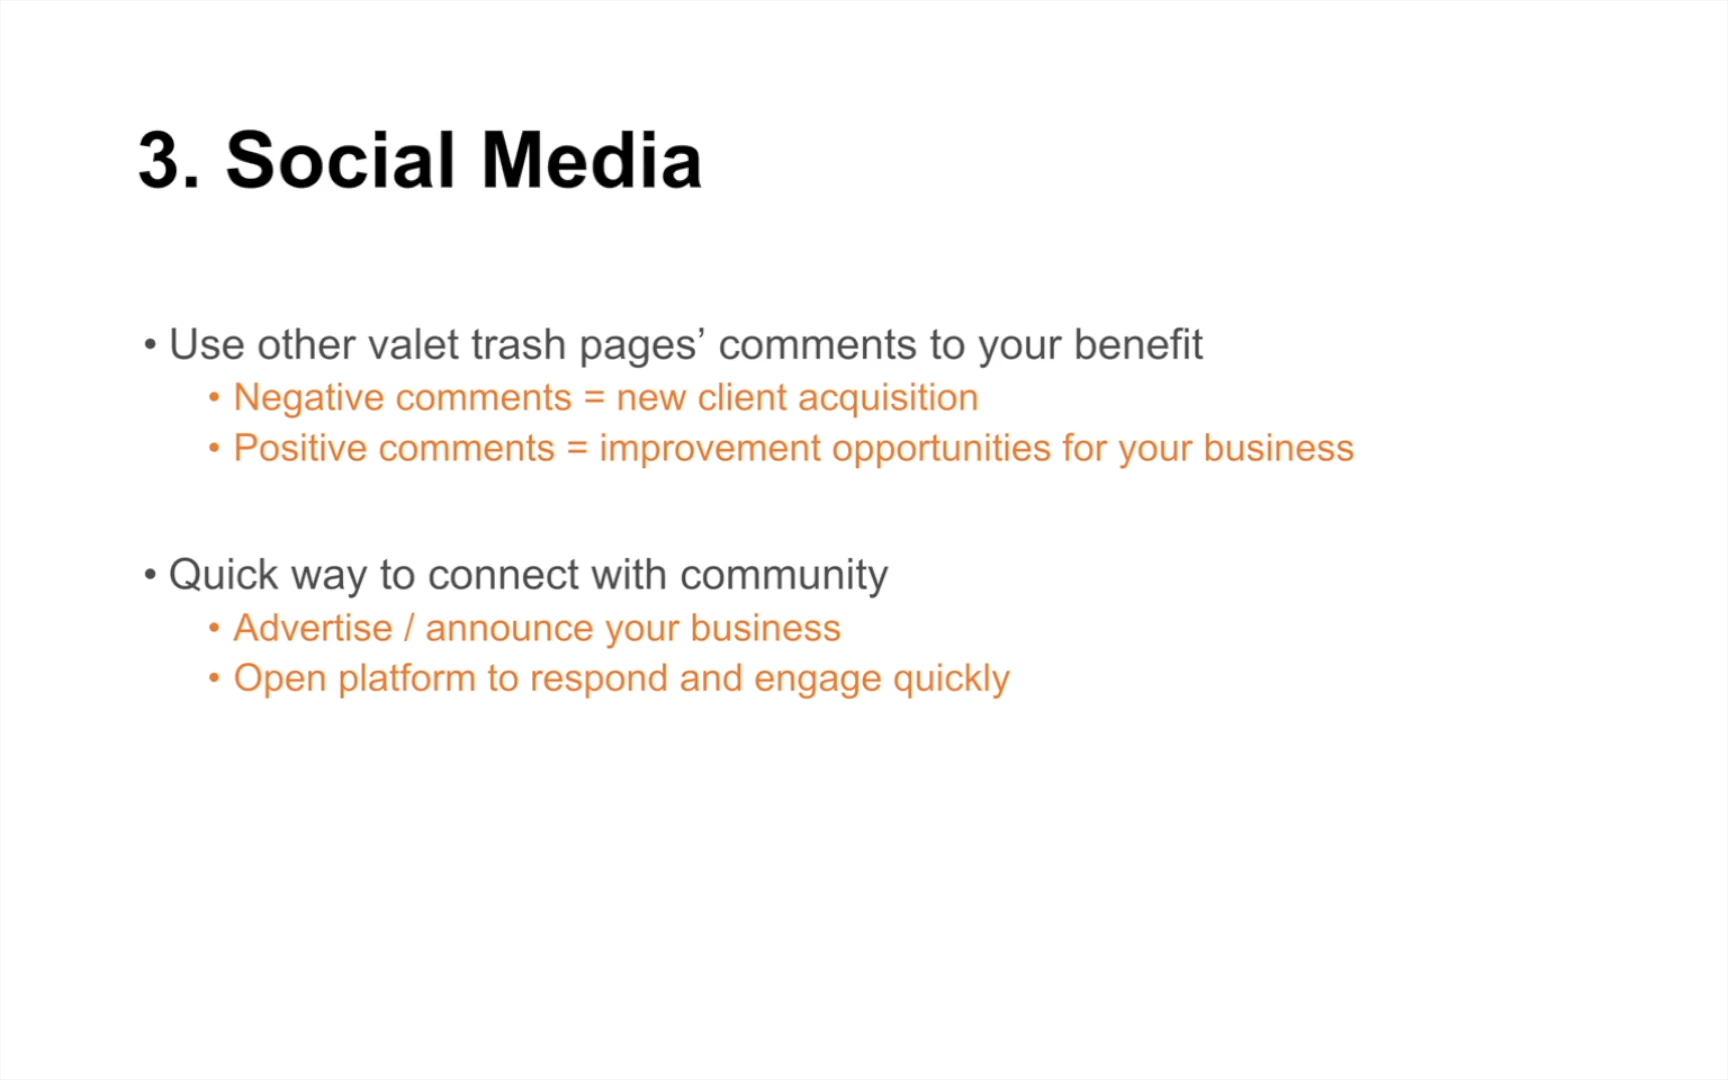 3. Social Media
• Use other valet trash pages’ comments to your benefit
• Negative comments = new client acquisition
• Positive comments = improvement opportunities for your business
• Quick way to connect with community
• Advertise / announce your business
• Open platform to respond and engage quickly